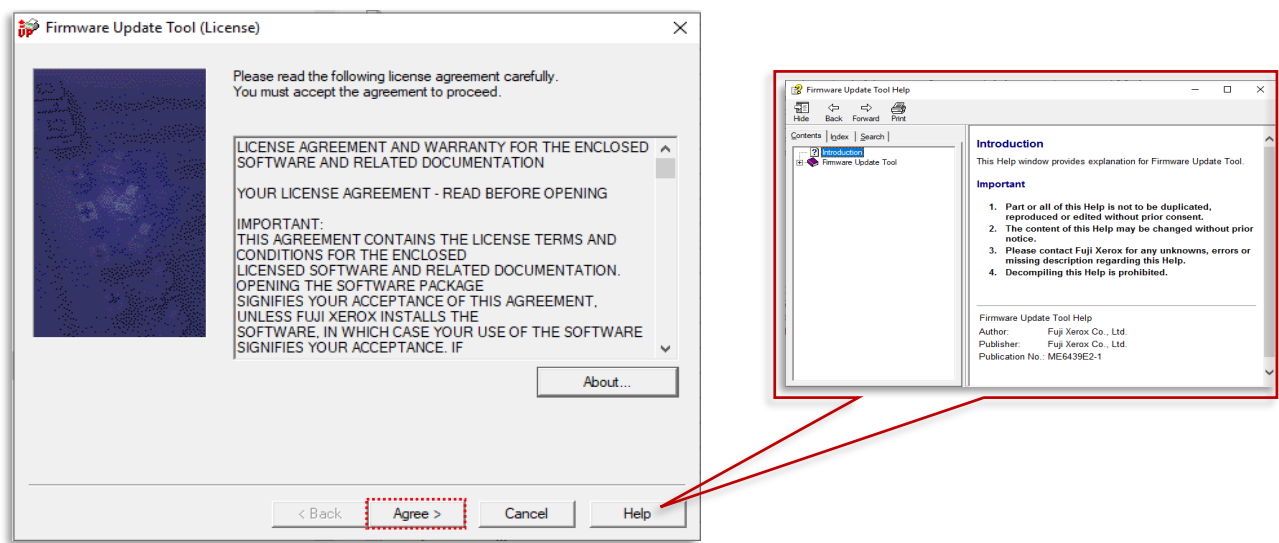 Firmware Update Tool (License)
Please read the following license agreement carefully.
You must accept the agreement to proceed.
LICENSE AGREEMENT AND WARRANTY FOR THE ENCLOSED
SOFTWARE AND RELATED DOCUMENTATION
YOUR LICENSE AGREEMENT - READ BEFORE OPENING
IMPORTANT:
THIS AGREEMENT CONTAINS THE LICENSE TERMS AND
CONDITIONS FOR THE ENCLOSED
LICENSED SOFTWARE AND RELATED DOCUMENTATION.
OPENING THE SOFTWARE PACKAGE
SIGNIFIES YOUR ACCEPTANCE OF THIS AGREEMENT,
UNLESS FUJI XEROX INSTALLS THE
SOFTWARE, IN WHICH CASE YOUR USE OF THE SOFTWARE
SIGNIFIES YOUR ACCEPTANCE. IF
About...
< Back
Agree >
Cancel
Help
Firmware Update Tool Help
Hide Back Forward Print
Contents Index Search
Introduction
Firmware Update Tool
Introduction
This Help window provides explanation for Firmware Update Tool.
Important
1. Part or all of this Help is not to be duplicated,
reproduced or edited without prior consent.
2. The content of this Help may be changed without prior
notice.
3. Please contact Fuji Xerox for any unknowns, errors or
missing description regarding this Help.
4. Decompiling this Help is prohibited.
Firmware Update Tool Help
Author: Fuji Xerox Co., Ltd.
Publisher: Fuji Xerox Co., Ltd.
Publication No.: ME6439E2-1
UP